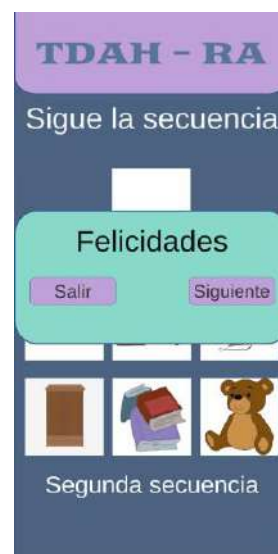 TDAH - RA
Sigue la secuencia
Felicidades
Salir
Siguiente
Segunda secuencia